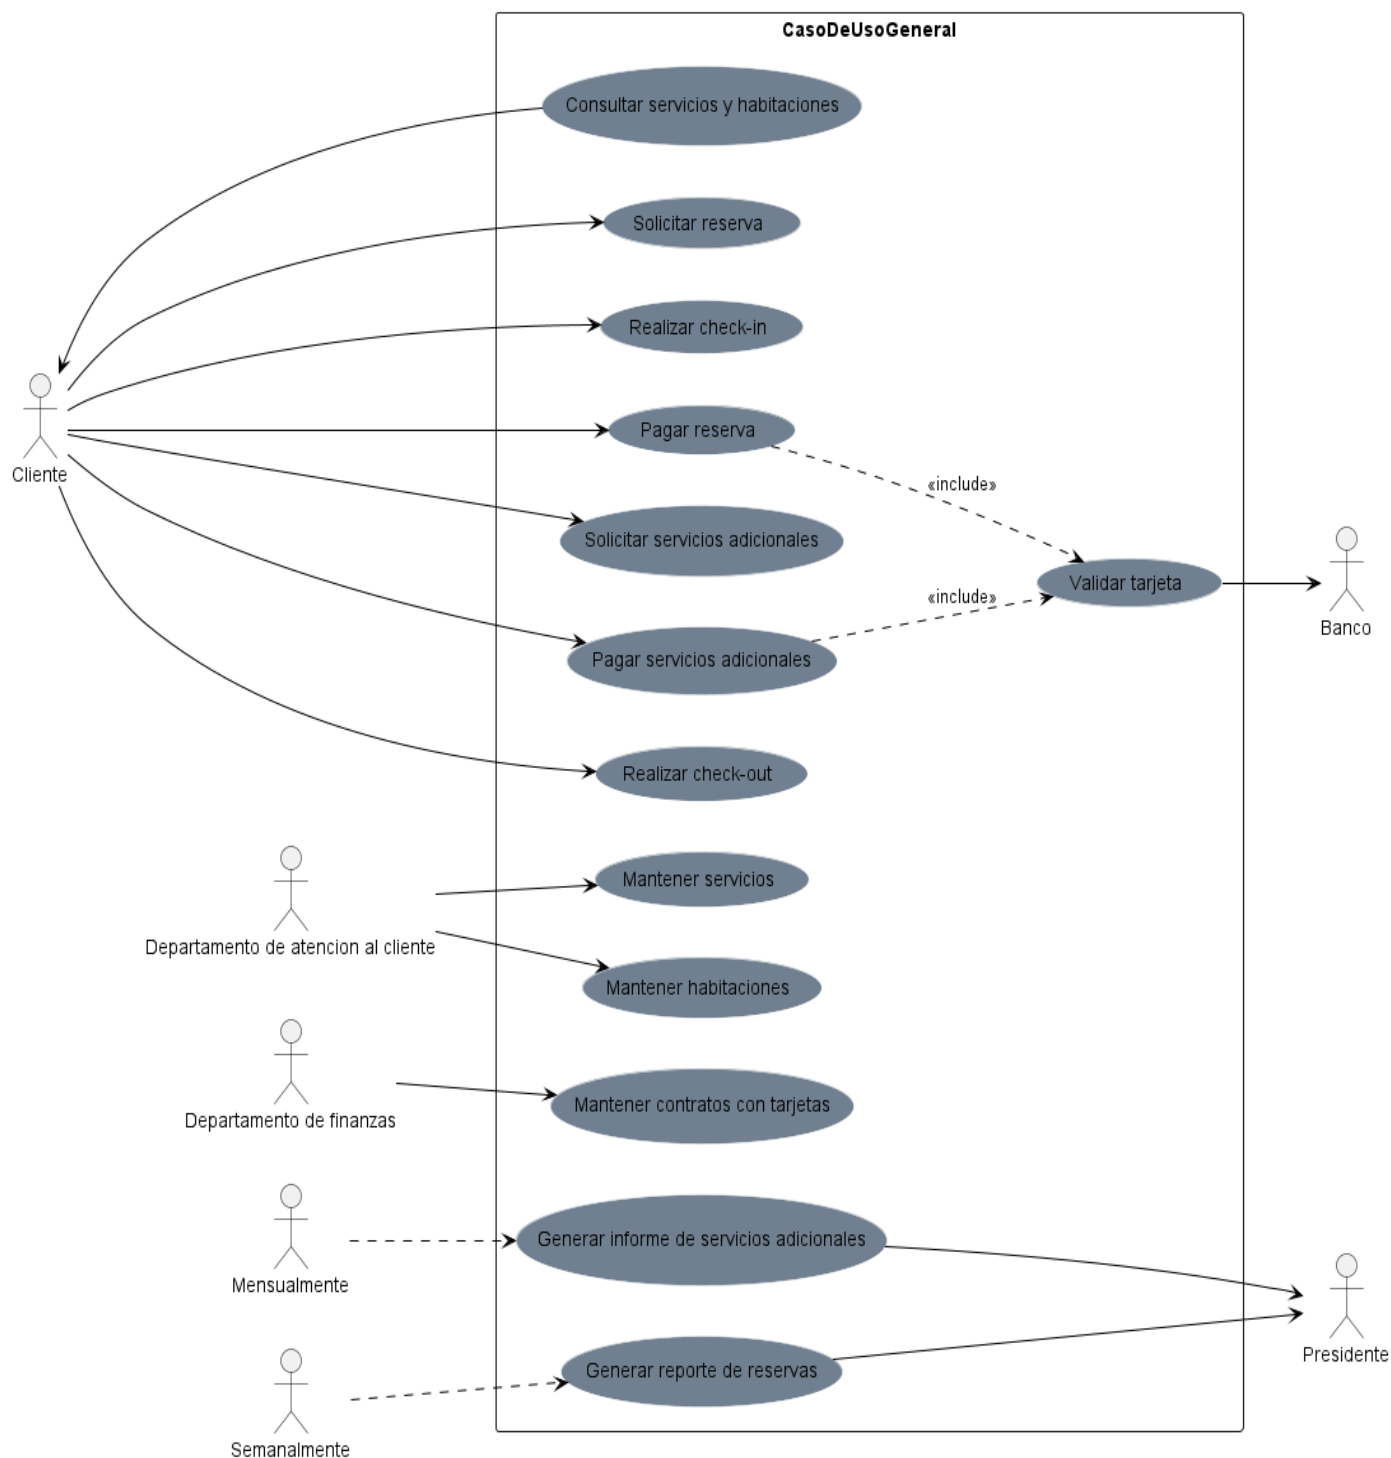 CasoDeUsoGeneral
Consultar servicios y habitaciones
Solicitar reserva
Realizar check-in
Pagar reserva
Cliente
«include»
Solicitar servicios adicionales
Validar tarjeta
«include»
Banco
Pagar servicios adicionales
Realizar check-out
Mantener servicios
Departamento de atencion al cliente
Mantener habitaciones
Mantener contratos con tarjetas
Departamento de finanzas
Generar informe de servicios adicionales
Mensualmente
Presidente
Generar reporte de reservas
Semanalmente